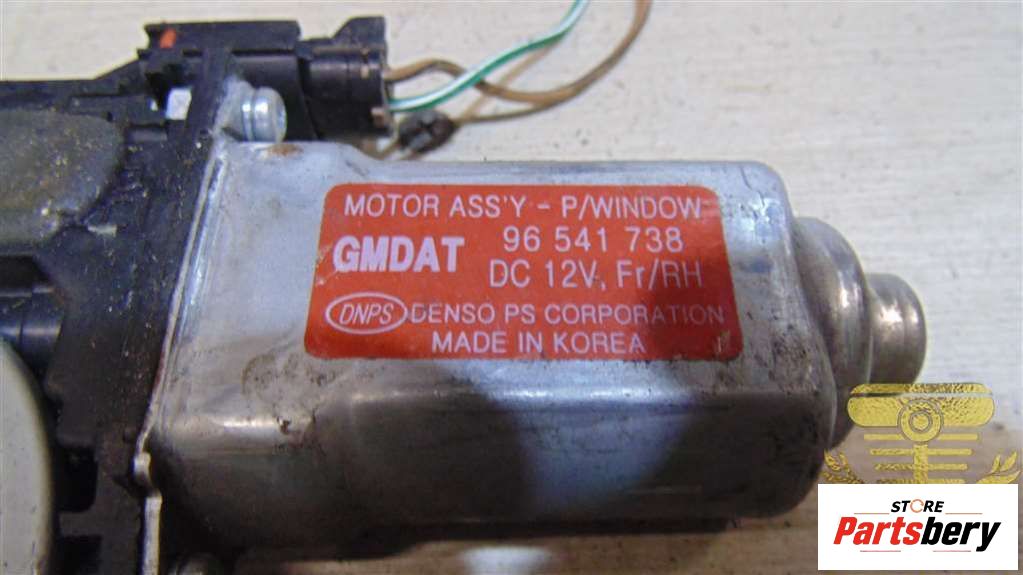 MOTOR ASS'Y - P/WINDOW
GMDAT 96 541 738
DC 12V, Fr/RH
DNPS DENSO PS CORPORATION
MADE IN KOREA
STORE
Partsbery